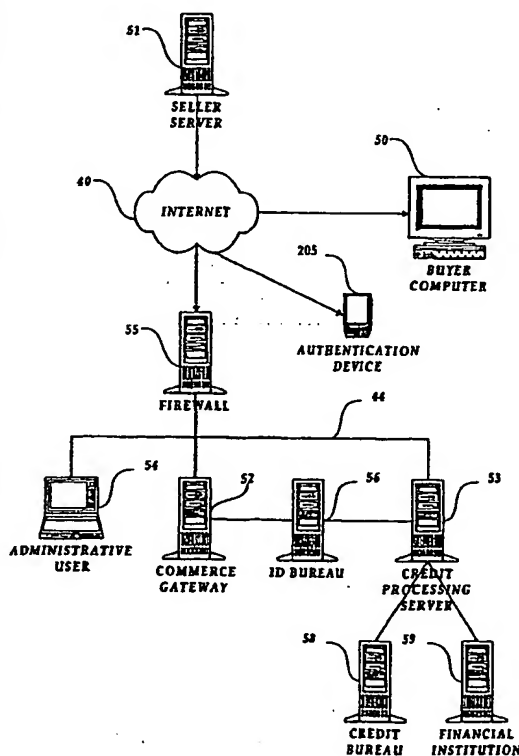 51
SELLER
SERVER
50
40
INTERNET
BUYER
COMPUTER
205
55
AUTHENTICATION
DEVICE
FIREWALL
44
54
52
56
53
ADMINISTRATIVE
USER
COMMERCE
GATEWAY
ID BUREAU
CREDIT
PROCESSING
SERVER
58
59
CREDIT
BUREAU
FINANCIAL
INSTITUTION